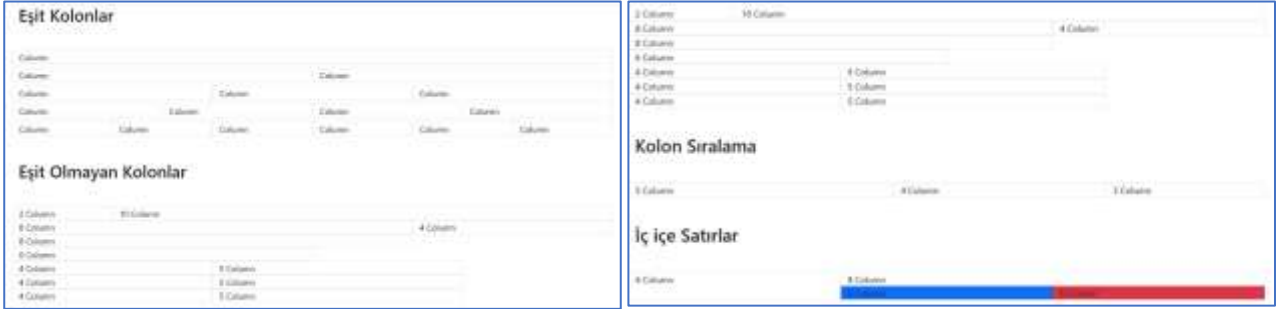 Eşit Kolonlar
Column
Column Column
Column Column Column
Column Column Column Column
Column Column Column Column Column Column
Eşit Olmayan Kolonlar
2 Column 10 Column
8 Column 4 Column
8 Column
6 Column
4 Column 5 Column
4 Column 5 Column
4 Column 5 Column
2 Column 10 Column
8 Column 4 Column
8 Column
6 Column
4 Column 5 Column
4 Column 5 Column
4 Column 5 Column
Kolon Sıralama
Column 4 Column 3 Column
İç içe Satırlar
Column 8 Column